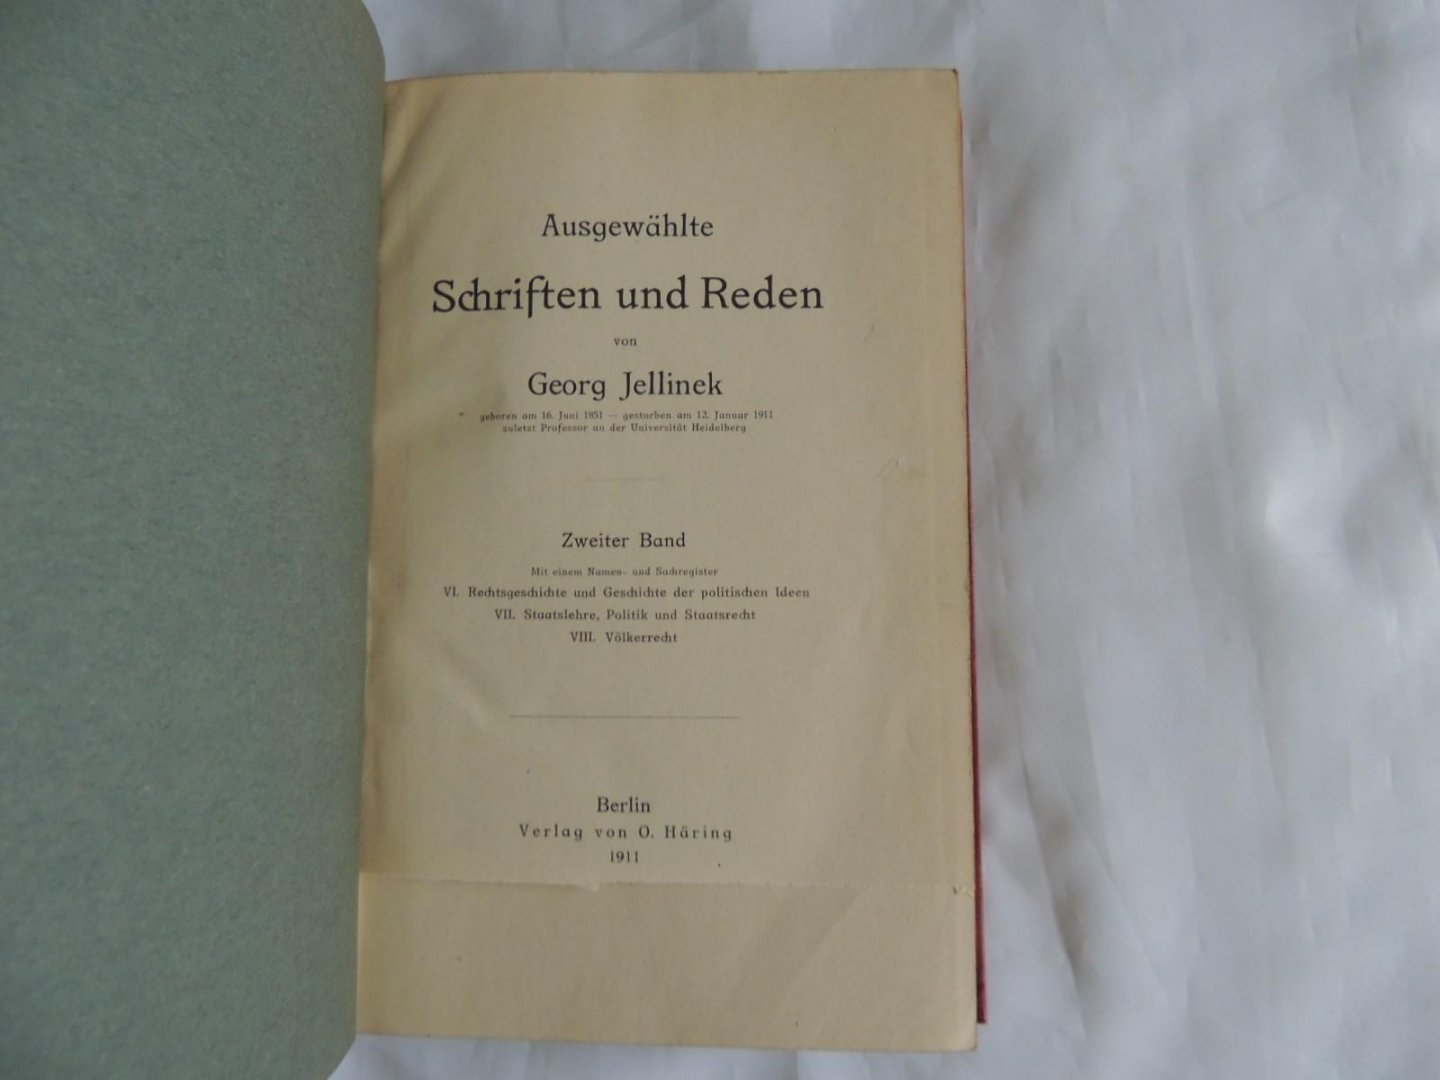 Ausgewählte
Schriften und Reden
von
Georg Jellinek
geboren am 16. Juni 1851 — gestorben am 12. Januar 1911
zuletzt Professor an der Universität Heidelberg
Zweiter Band
Mit einem Namen- und Sachregister
VI. Rechtsgeschichte und Geschichte der politischen Ideen
VII. Staatslehre, Politik und Staatsrecht
VIII. Völkerrecht
Berlin
Verlag von O. Häring
1911